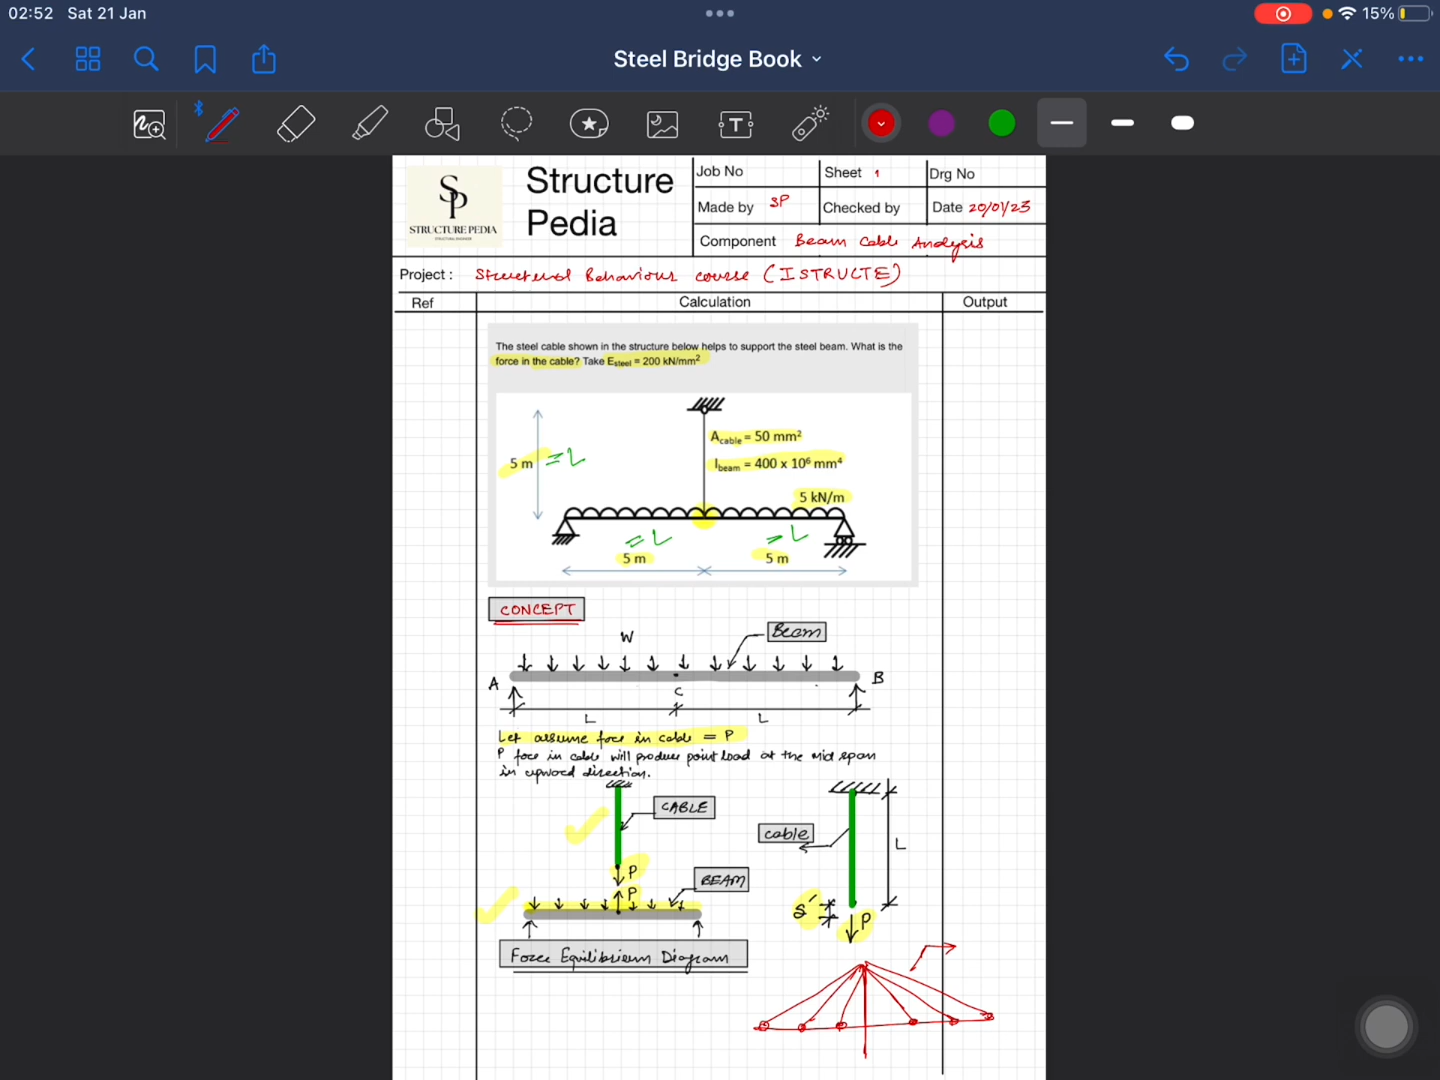 02:52 Sat 21 Jan
15%
Steel Bridge Book
T
SP
STRUCTURE PEDIA
Structure
Pedia
Job No
Sheet 1
Drg No
Made by SP
Checked by
Date 20/01/23
Component Beam Cable Analysis
Project : Structural Behaviour course (ISTRUCTE)
Ref
Calculation
Output
The steel cable shown in the structure below helps to support the steel beam. What is the
force in the cable? Take Esteel = 200 kN/mm2
Acable = 50 mm2
5 m = L
Ibeam = 400 x 106 mm4
5 kN/m
= L
= L
5 m
5 m
CONCEPT
W
Beam
A
B
C
L
L
Let assume force in cable = P
P force in cable will produce point load at the mid span
in upward direction.
CABLE
cable
L
P
BEAM
P
P
Force Equilibrium Diagram